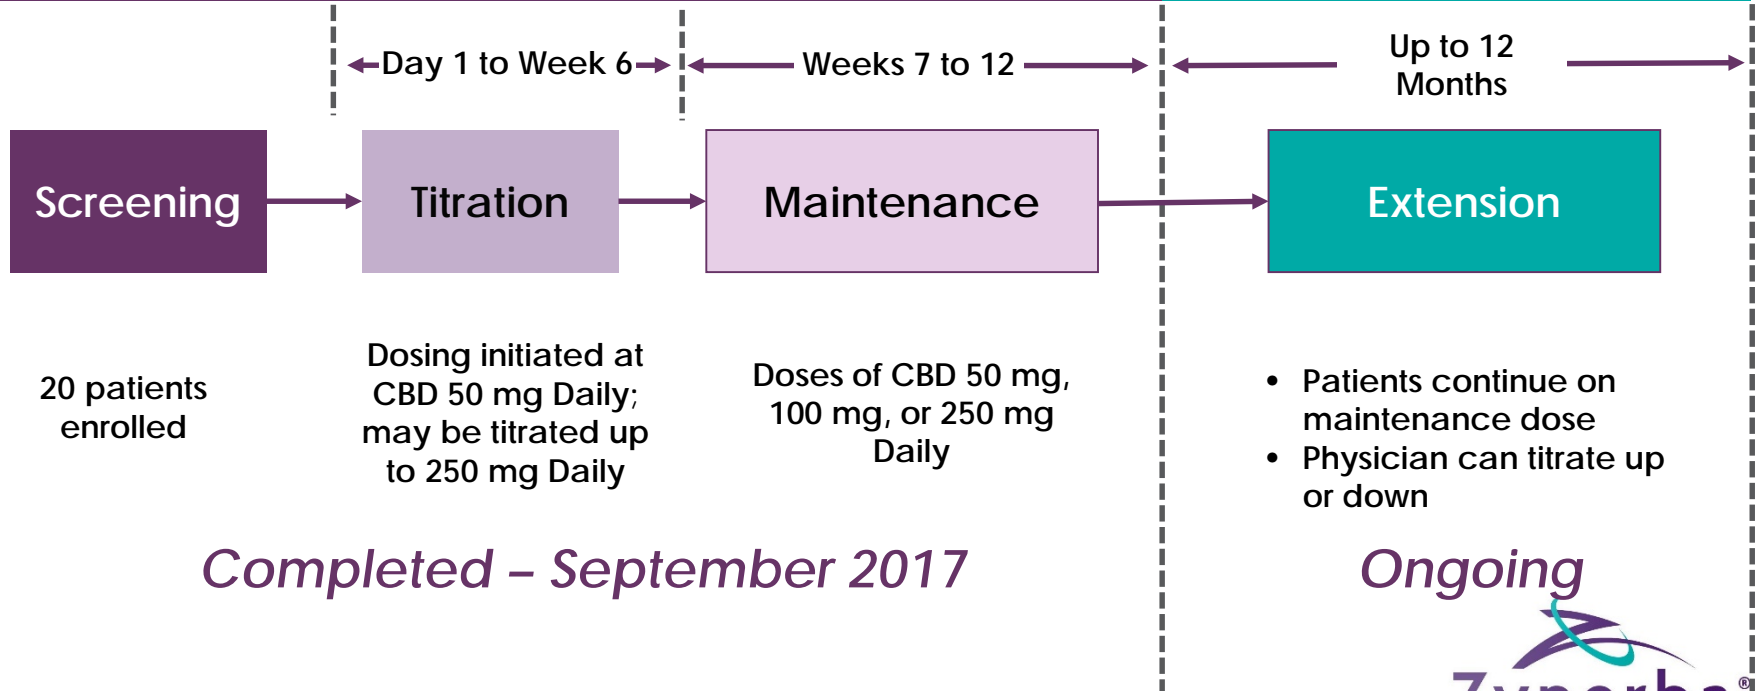 Day 1 to Week 6
Weeks 7 to 12
Up to 12
Months
Screening
Titration
Maintenance
Extension
20 patients
enrolled
Dosing initiated at
CBD 50 mg Daily;
may be titrated up
to 250 mg Daily
Doses of CBD 50 mg,
100 mg, or 250 mg
Daily
• Patients continue on
maintenance dose
• Physician can titrate up
or down
Completed – September 2017
Ongoing
Zynerba®